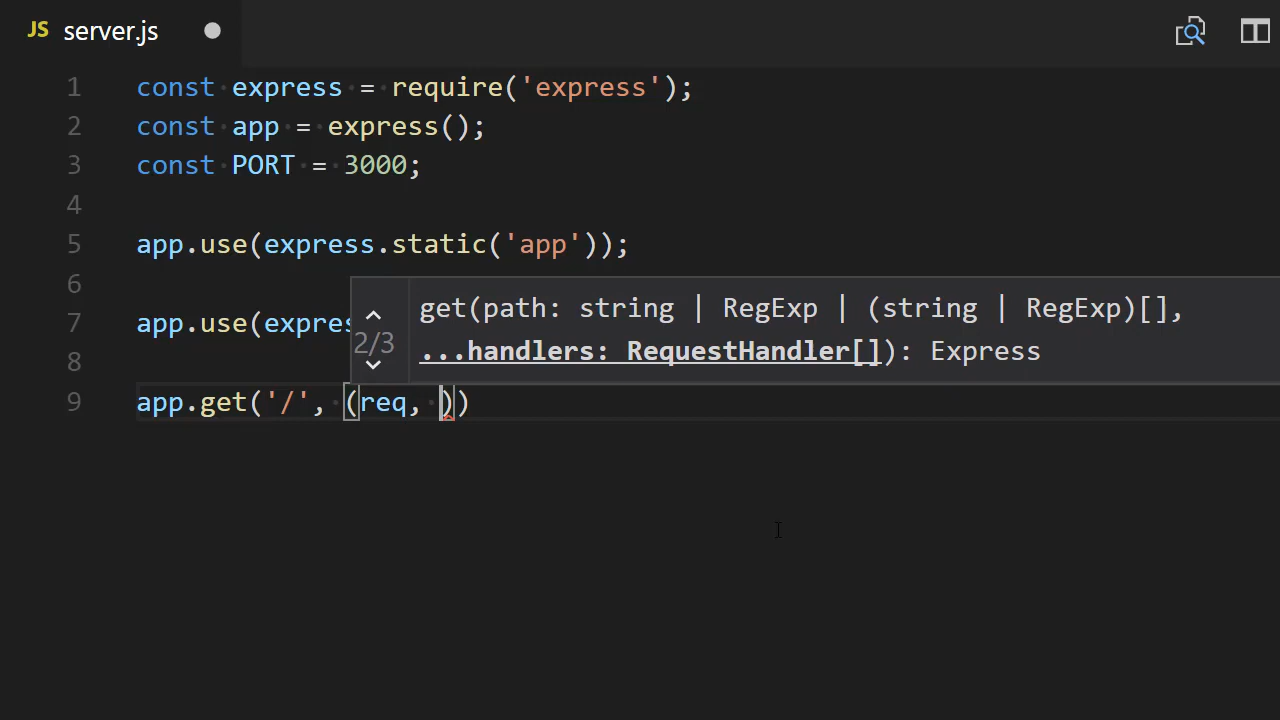 JS server.js
1 const express = require('express');
2 const app = express();
3 const PORT = 3000;
4
5 app.use(express.static('app'));
6
get(path: string | RegExp | (string | RegExp)[],
7 app.use(expres
2/3
...handlers: RequestHandler[]): Express
8
9 app.get('/', (req, ))